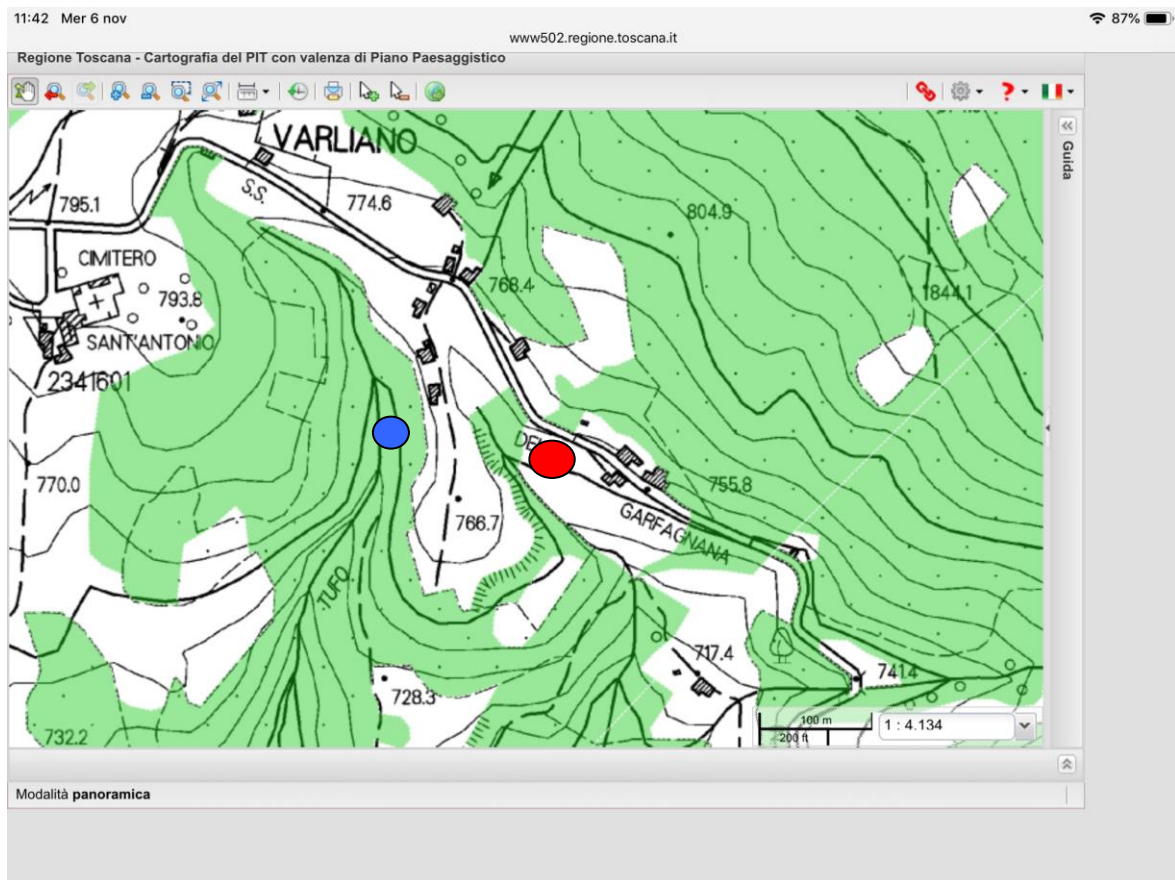 11:42 Mer 6 nov
87%
www502.regione.toscana.it
Regione Toscana - Cartografia del PIT con valenza di Piano Paesaggistico
Guida
VARLIANO
S.S.
774.6
795.1
804.9
CIMITERO
768.4
793.8
1844.1
SANT'ANTONIO
2341601
770.0
755.8
766.7
GARFAGNANA
TUFO
717.4
728.3
741.4
732.2
100 m
200 ft
1 : 4.134
Modalità panoramica